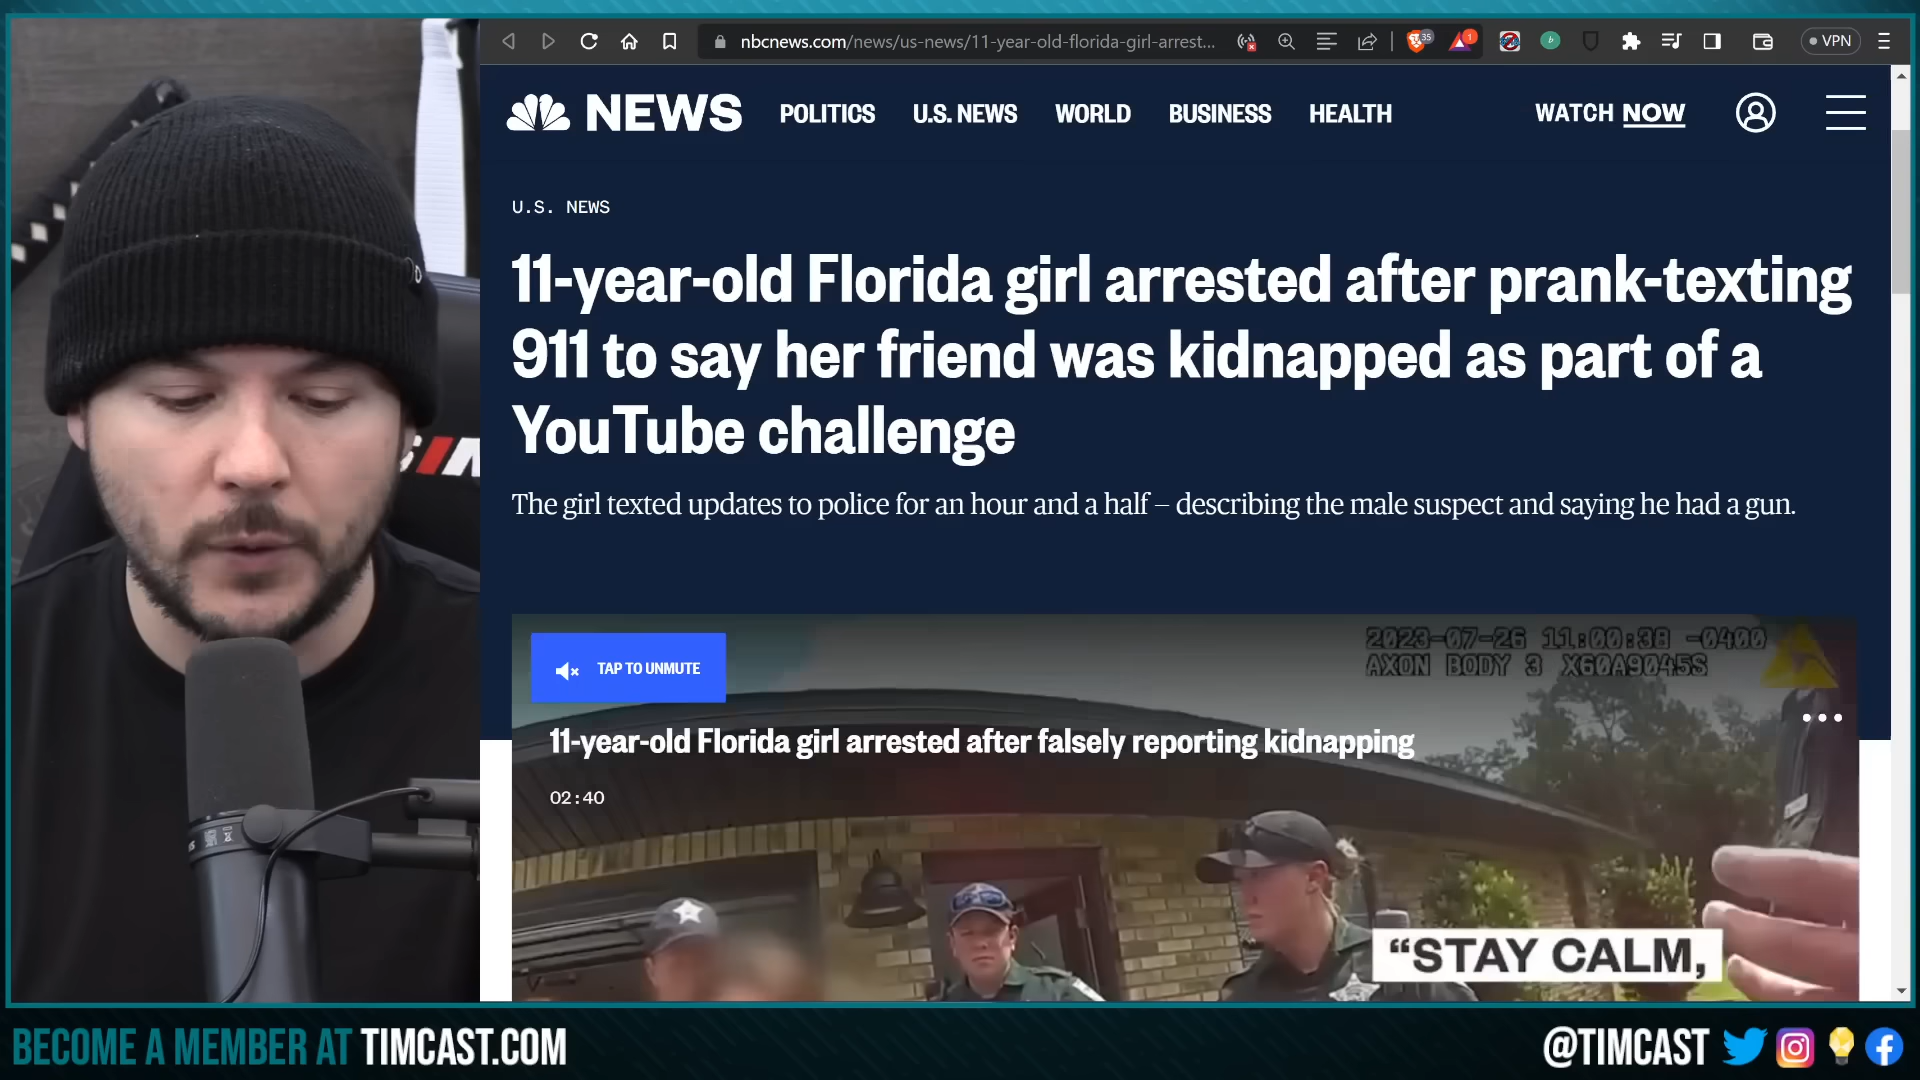 nbcnews.com/news/us-news/11-year-old-florida-girl-arrest...
35
1
VPN
NEWS
POLITICS
U.S. NEWS
WORLD
BUSINESS
HEALTH
WATCH NOW
U.S. NEWS
11-year-old Florida girl arrested after prank-texting
911 to say her friend was kidnapped as part of a
YouTube challenge
The girl texted updates to police for an hour and a half – describing the male suspect and saying he had a gun.
2023-07-26 11:00:38 -0400
AXON BODY 3 X60A9045S
TAP TO UNMUTE
11-year-old Florida girl arrested after falsely reporting kidnapping
02:40
“STAY CALM,
BECOME A MEMBER AT TIMCAST.COM
@TIMCAST